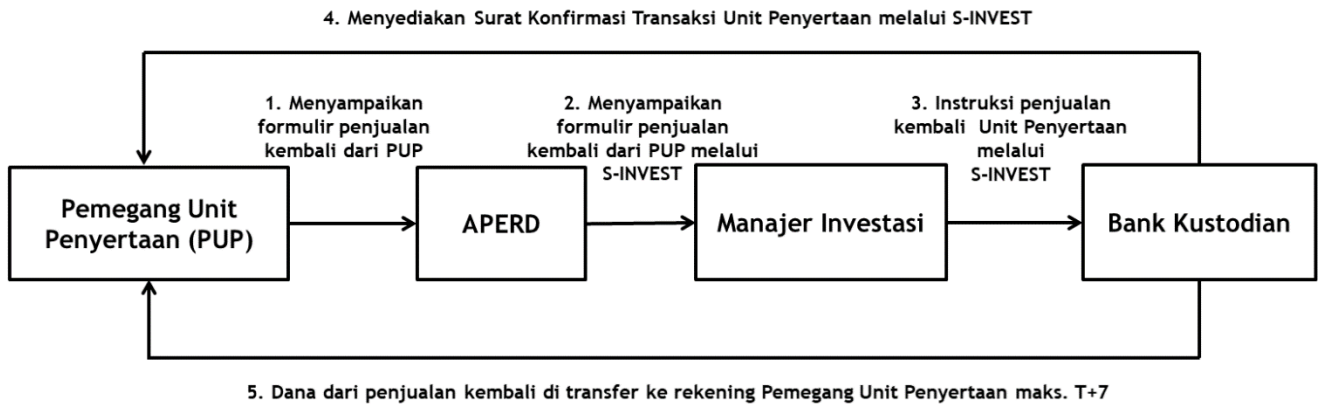 4. Menyediakan Surat Konfirmasi Transaksi Unit Penyertaan melalui S-INVEST
1. Menyampaikan
formulir penjualan
kembali dari PUP
2. Menyampaikan
formulir penjualan
kembali dari PUP melalui
S-INVEST
3. Instruksi penjualan
kembali Unit Penyertaan
melalui
S-INVEST
Pemegang Unit
Penyertaan (PUP)
APERD
Manajer Investasi
Bank Kustodian
5. Dana dari penjualan kembali di transfer ke rekening Pemegang Unit Penyertaan maks. T+7